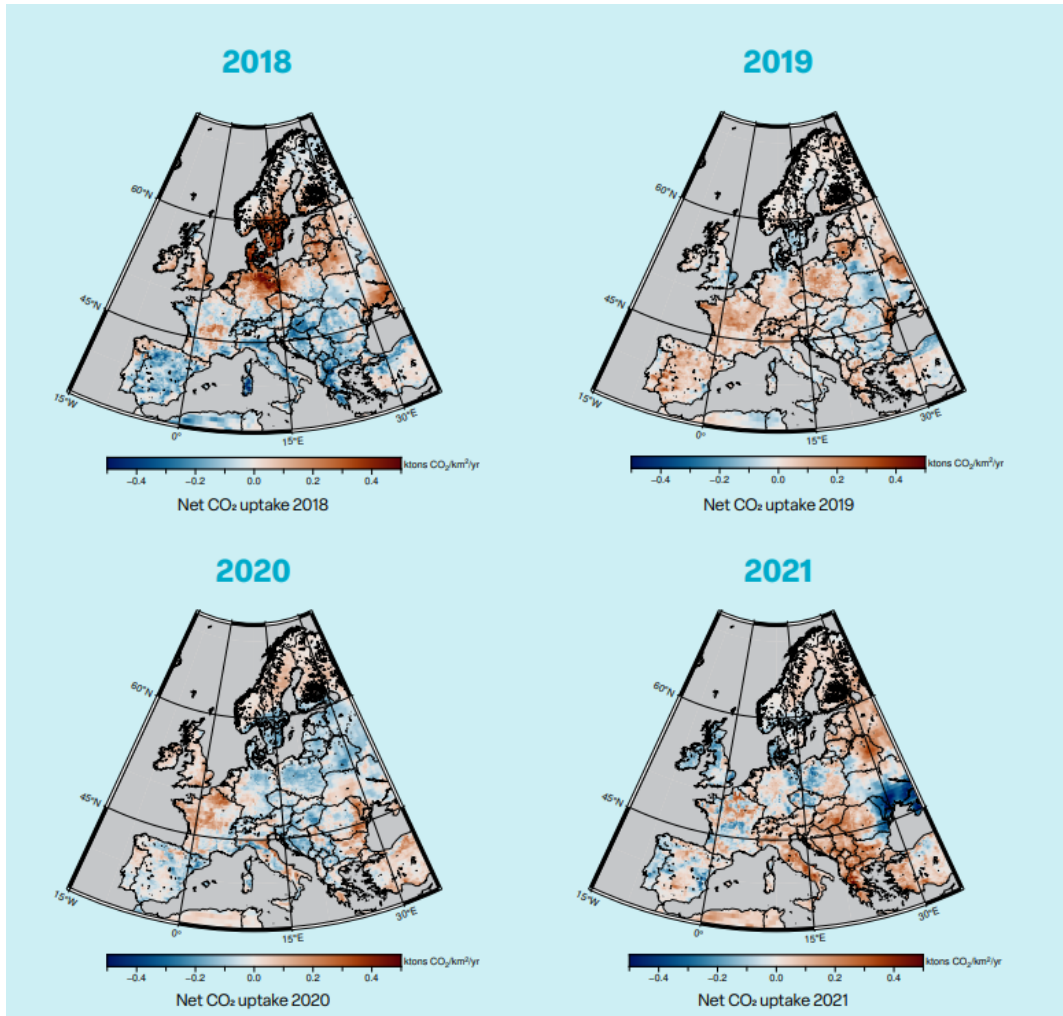 2018
2019
60°N
45°N
15°W
0°
15°E
30°E
60°N
45°N
15°W
0°
15°E
30°E
−0.4 −0.2 0.0 0.2 0.4 ktons CO₂/km²/yr
−0.4 −0.2 0.0 0.2 0.4 ktons CO₂/km²/yr
Net CO₂ uptake 2018
Net CO₂ uptake 2019
2020
2021
60°N
45°N
15°W
0°
15°E
30°E
60°N
45°N
15°W
0°
15°E
30°E
−0.4 −0.2 0.0 0.2 0.4 ktons CO₂/km²/yr
−0.4 −0.2 0.0 0.2 0.4 ktons CO₂/km²/yr
Net CO₂ uptake 2020
Net CO₂ uptake 2021